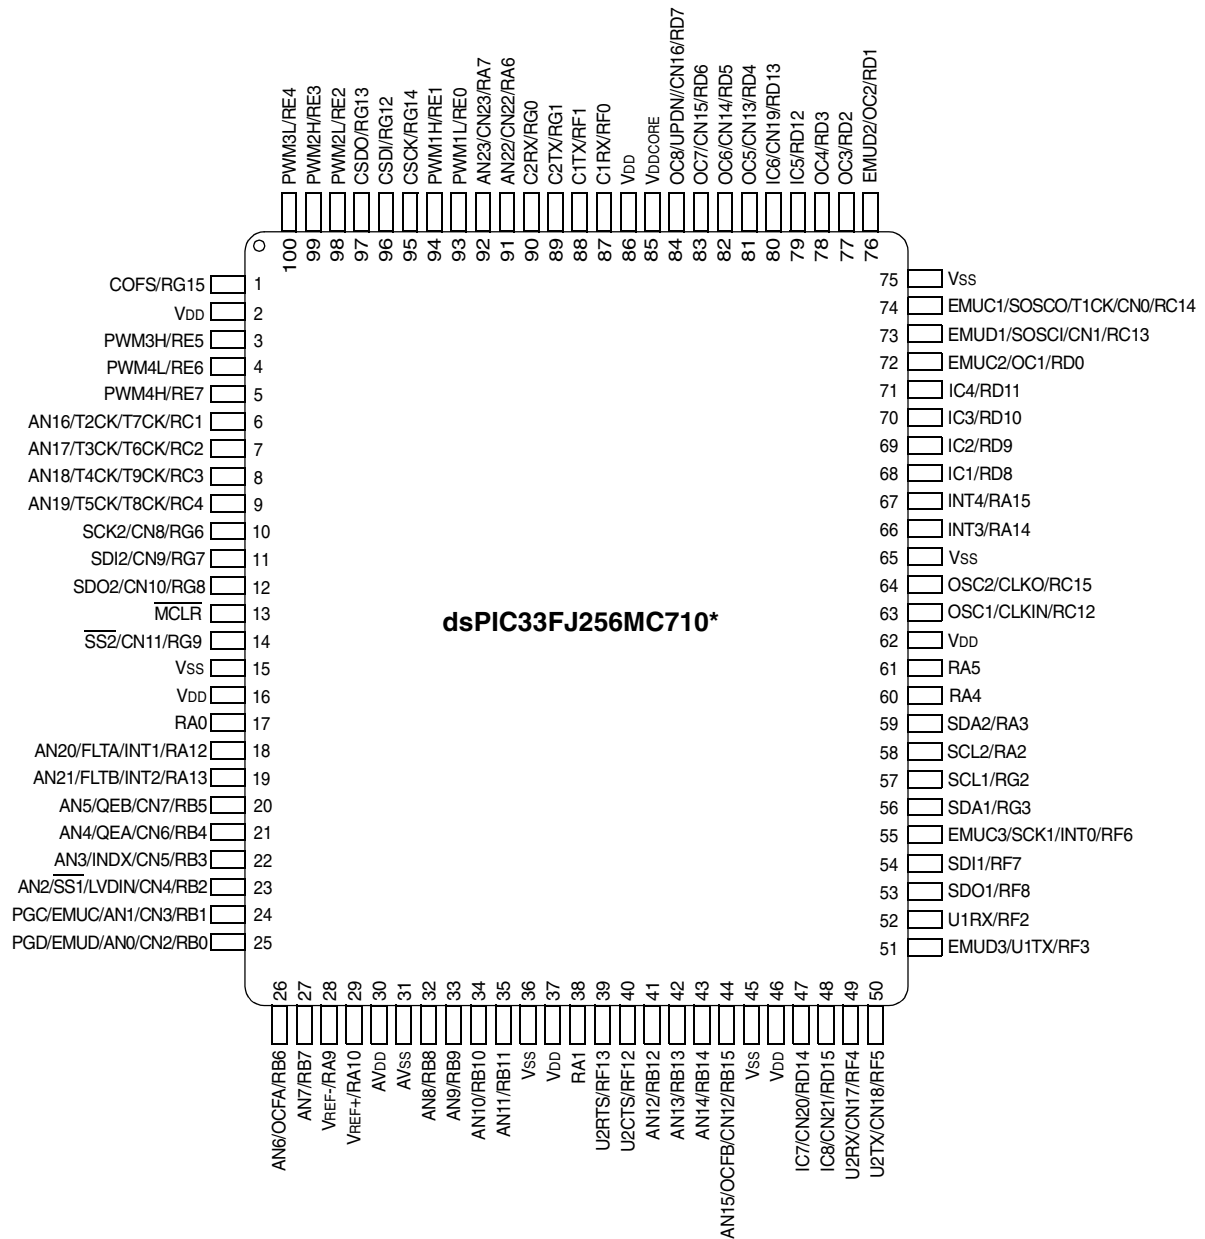 PWM3L/RE4
PWM2H/RE3
PWM2L/RE2
CSDO/RG13
CSDI/RG12
CSCK/RG14
PWM1H/RE1
PWM1L/RE0
AN23/CN23/RA7
AN22/CN22/RA6
C2RX/RG0
C2TX/RG1
C1TX/RF1
C1RX/RF0
VDD
VDDCORE
OC8/UPDN//CN16/RD7
OC7/CN15/RD6
OC6/CN14/RD5
OC5/CN13/RD4
IC6/CN19/RD13
IC5/RD12
OC4/RD3
OC3/RD2
EMUD2/OC2/RD1
100
99
98
97
96
95
94
93
92
91
90
89
88
87
86
85
84
83
82
81
80
79
78
77
76
COFS/RG15 1
VDD 2
PWM3H/RE5 3
PWM4L/RE6 4
PWM4H/RE7 5
AN16/T2CK/T7CK/RC1 6
AN17/T3CK/T6CK/RC2 7
AN18/T4CK/T9CK/RC3 8
AN19/T5CK/T8CK/RC4 9
SCK2/CN8/RG6 10
SDI2/CN9/RG7 11
SDO2/CN10/RG8 12
MCLR 13
SS2/CN11/RG9 14
VSS 15
VDD 16
RA0 17
AN20/FLTA/INT1/RA12 18
AN21/FLTB/INT2/RA13 19
AN5/QEB/CN7/RB5 20
AN4/QEA/CN6/RB4 21
AN3/INDX/CN5/RB3 22
AN2/SS1/LVDIN/CN4/RB2 23
PGC/EMUC/AN1/CN3/RB1 24
PGD/EMUD/AN0/CN2/RB0 25
dsPIC33FJ256MC710*
75 VSS
74 EMUC1/SOSCO/T1CK/CN0/RC14
73 EMUD1/SOSCI/CN1/RC13
72 EMUC2/OC1/RD0
71 IC4/RD11
70 IC3/RD10
69 IC2/RD9
68 IC1/RD8
67 INT4/RA15
66 INT3/RA14
65 VSS
64 OSC2/CLKO/RC15
63 OSC1/CLKIN/RC12
62 VDD
61 RA5
60 RA4
59 SDA2/RA3
58 SCL2/RA2
57 SCL1/RG2
56 SDA1/RG3
55 EMUC3/SCK1/INT0/RF6
54 SDI1/RF7
53 SDO1/RF8
52 U1RX/RF2
51 EMUD3/U1TX/RF3
26
27
28
29
30
31
32
33
34
35
36
37
38
39
40
41
42
43
44
45
46
47
48
49
50
AN6/OCFA/RB6
AN7/RB7
VREF-/RA9
VREF+/RA10
AVDD
AVSS
AN8/RB8
AN9/RB9
AN10/RB10
AN11/RB11
VSS
VDD
RA1
U2RTS/RF13
U2CTS/RF12
AN12/RB12
AN13/RB13
AN14/RB14
AN15/OCFB/CN12/RB15
VSS
VDD
IC7/CN20/RD14
IC8/CN21/RD15
U2RX/CN17/RF4
U2TX/CN18/RF5